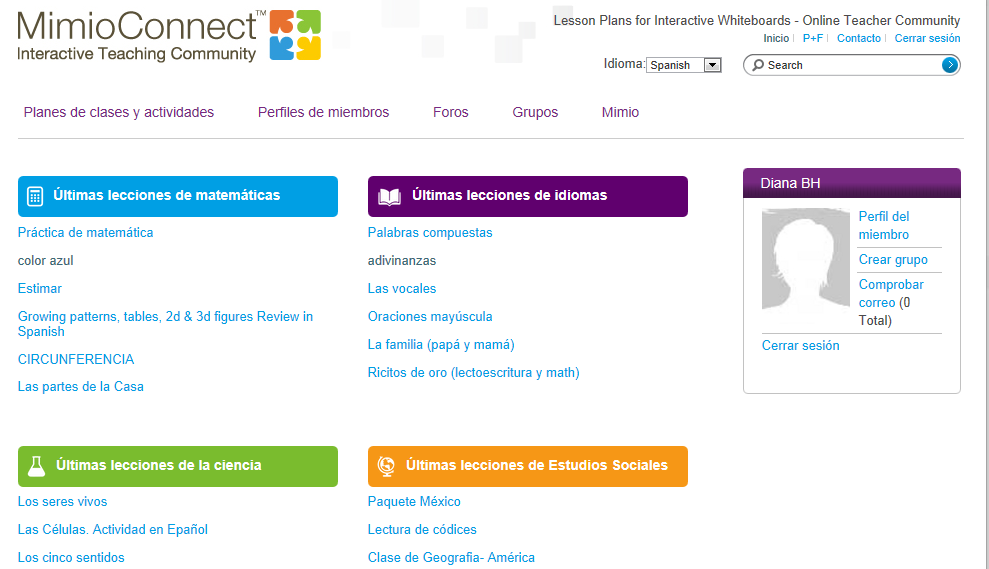 MimioConnect™
Interactive Teaching Community
Lesson Plans for Interactive Whiteboards - Online Teacher Community
Inicio | P+F | Contacto | Cerrar sesión
Idioma: Spanish
Search
Planes de clases y actividades
Perfiles de miembros
Foros
Grupos
Mimio
Últimas lecciones de matemáticas
Práctica de matemática
color azul
Estimar
Growing patterns, tables, 2d & 3d figures Review in
Spanish
CIRCUNFERENCIA
Las partes de la Casa
Últimas lecciones de idiomas
Palabras compuestas
adivinanzas
Las vocales
Oraciones mayúscula
La familia (papá y mamá)
Ricitos de oro (lectoescritura y math)
Diana BH
Perfil del
miembro
Crear grupo
Comprobar
correo (0
Total)
Cerrar sesión
Últimas lecciones de la ciencia
Los seres vivos
Las Células. Actividad en Español
Los cinco sentidos
Últimas lecciones de Estudios Sociales
Paquete México
Lectura de códices
Clase de Geografia- América